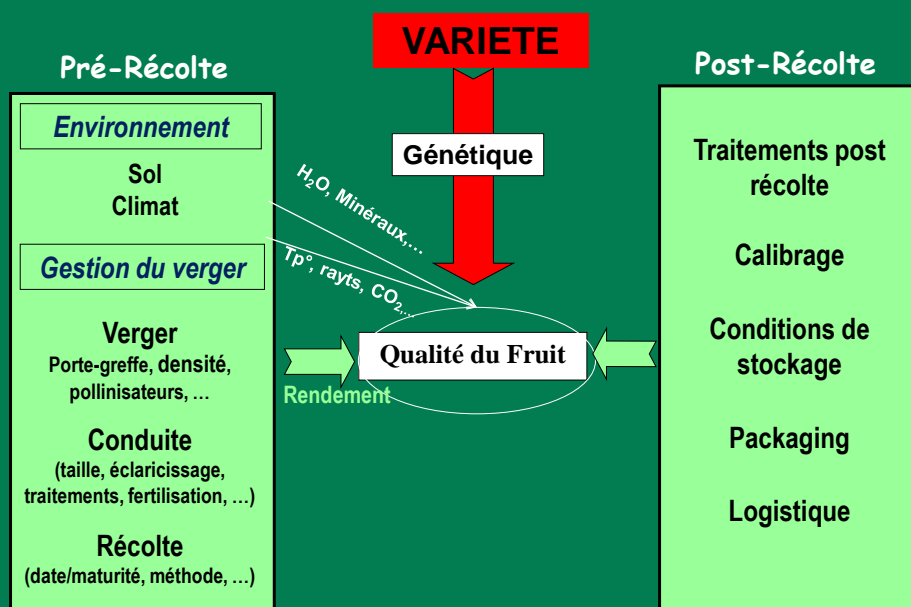 VARIETE
Pré-Récolte
Post-Récolte
Environnement
Sol
Climat
Gestion du verger
Verger
Porte-greffe, densité,
pollinisateurs, …
Conduite
(taille, éclaricissage,
traitements, fertilisation, …)
Récolte
(date/maturité, méthode, …)
Génétique
H₂O, Minéraux,…
Tp°, rayts, CO₂,…
Qualité du Fruit
Rendement
Traitements post
récolte
Calibrage
Conditions de
stockage
Packaging
Logistique